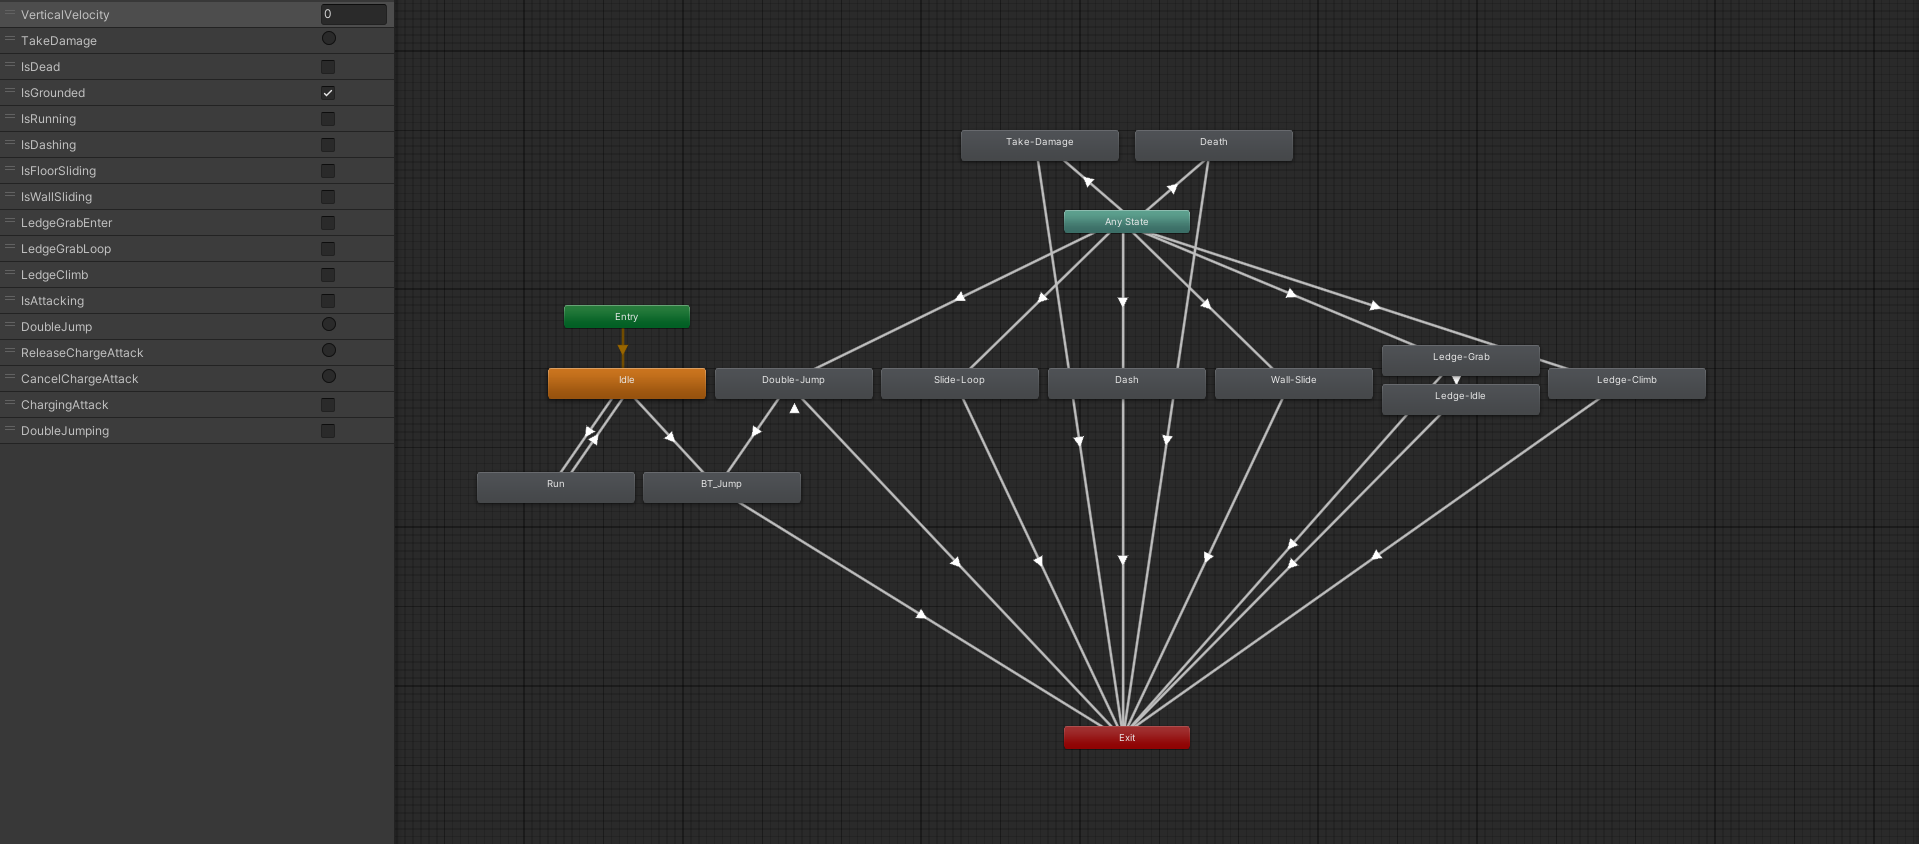 VerticalVelocity 0
TakeDamage
IsDead
IsGrounded
IsRunning
IsDashing
IsFloorSliding
IsWallSliding
LedgeGrabEnter
LedgeGrabLoop
LedgeClimb
IsAttacking
DoubleJump
ReleaseChargeAttack
CancelChargeAttack
ChargingAttack
DoubleJumping
Take-Damage
Death
Any State
Entry
Idle
Double-Jump
Slide-Loop
Dash
Wall-Slide
Ledge-Grab
Ledge-Idle
Ledge-Climb
Run
BT_Jump
Exit